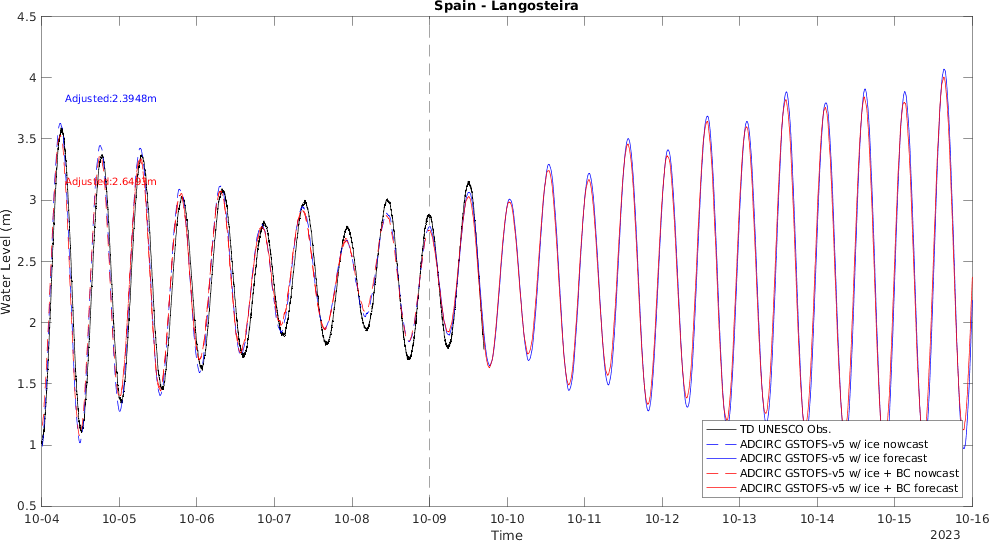 Spain - Langosteira
4.5
4
3.5
3
2.5
2
1.5
1
0.5
Water Level (m)
Adjusted:2.3948m
TD UNESCO Obs.
ADCIRC GSTOFS-v5 w/ ice nowcast
ADCIRC GSTOFS-v5 w/ ice forecast
ADCIRC GSTOFS-v5 w/ ice + BC nowcast
ADCIRC GSTOFS-v5 w/ ice + BC forecast
10-04 10-05 10-06 10-07 10-08 10-09 10-10 10-11 10-12 10-13 10-14 10-15 10-16
Time
2023